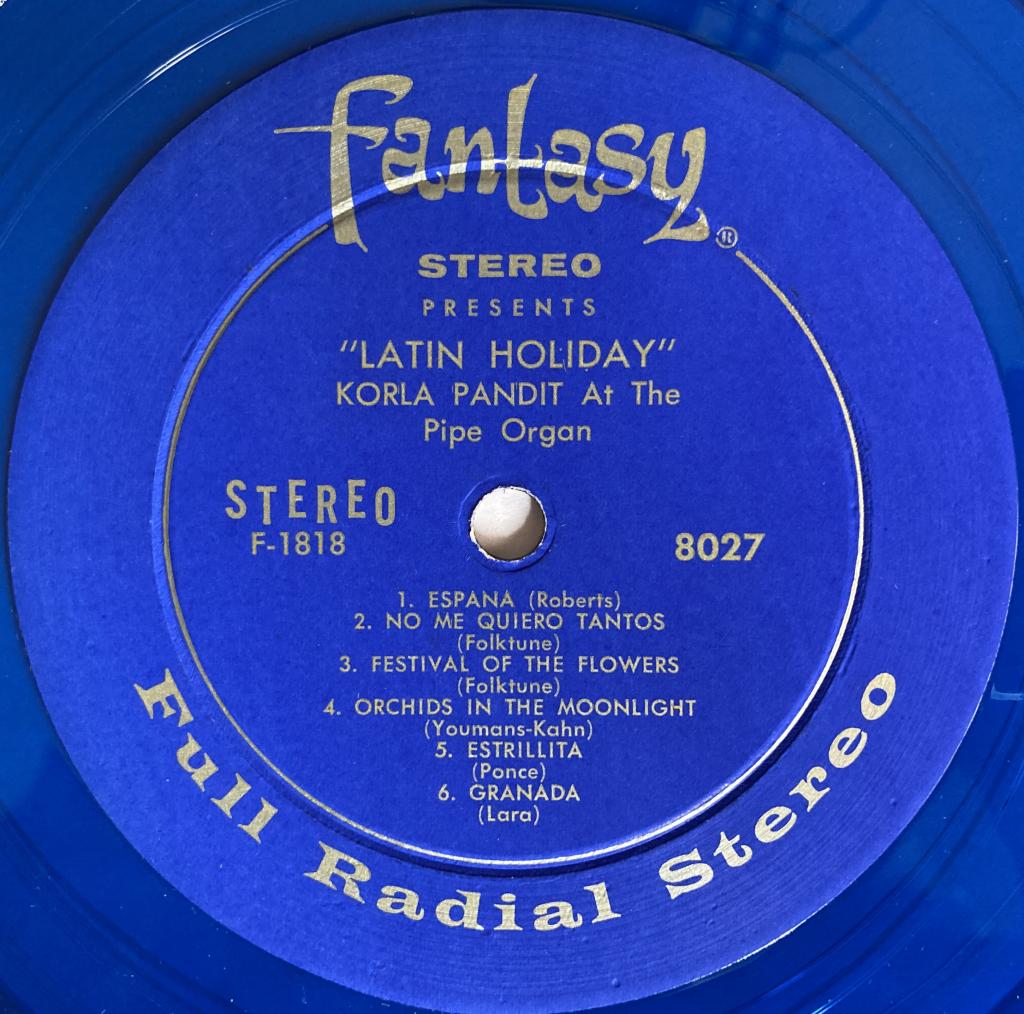 fantasy®
STEREO
PRESENTS
"LATIN HOLIDAY"
KORLA PANDIT At The
Pipe Organ
STEREO
F-1818
8027
1. ESPANA (Roberts)
2. NO ME QUIERO TANTOS
(Folktune)
3. FESTIVAL OF THE FLOWERS
(Folktune)
4. ORCHIDS IN THE MOONLIGHT
(Youmans-Kahn)
5. ESTRILLITA
(Ponce)
6. GRANADA
(Lara)
Full Radial Stereo